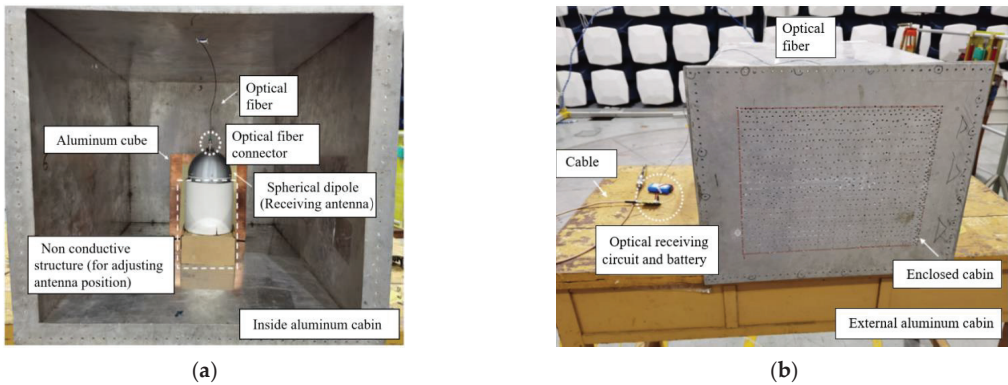 Optical
fiber
Aluminum cube
Optical fiber
connector
Spherical dipole
(Receiving antenna)
Non conductive
structure (for adjusting
antenna position)
Inside aluminum cabin
(a)
Optical
fiber
Cable
Optical receiving
circuit and battery
Enclosed cabin
External aluminum cabin
(b)